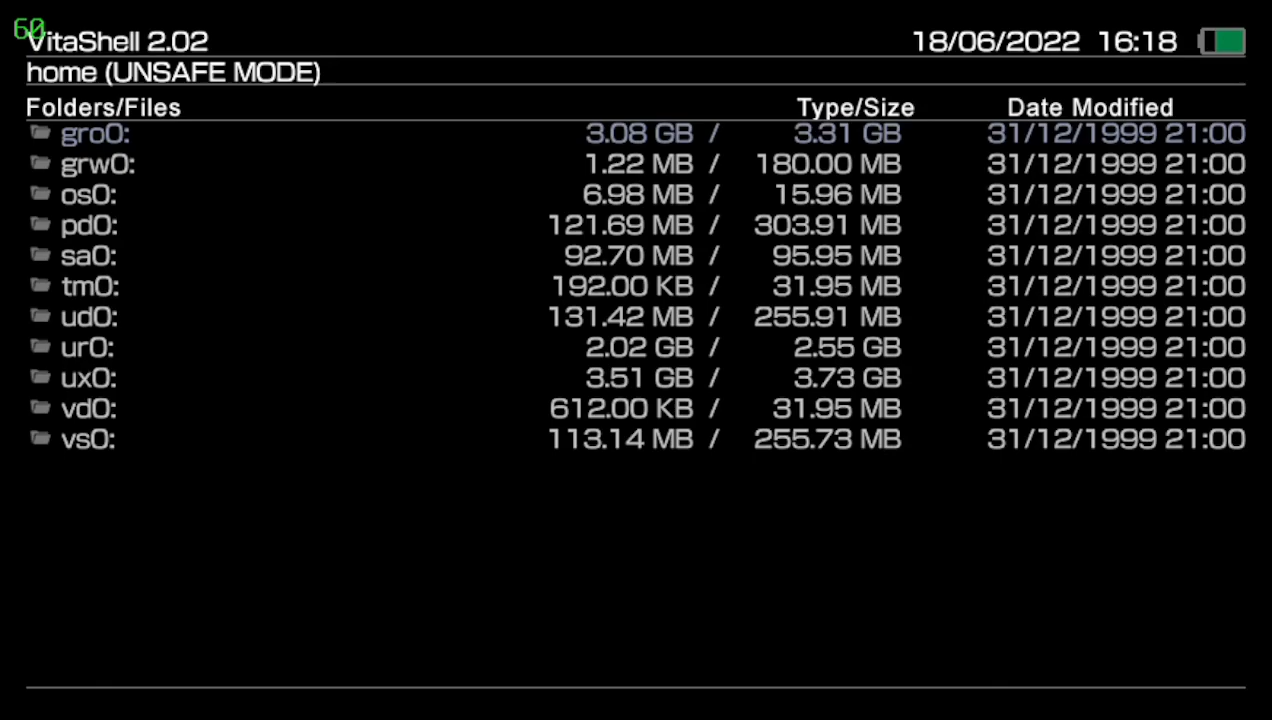 60
VitaShell 2.02 18/06/2022 16:18
home (UNSAFE MODE)
Folders/Files Type/Size Date Modified
gro0: 3.08 GB / 3.31 GB 31/12/1999 21:00
grw0: 1.22 MB / 180.00 MB 31/12/1999 21:00
os0: 6.98 MB / 15.96 MB 31/12/1999 21:00
pd0: 121.69 MB / 303.91 MB 31/12/1999 21:00
sa0: 92.70 MB / 95.95 MB 31/12/1999 21:00
tm0: 192.00 KB / 31.95 MB 31/12/1999 21:00
ud0: 131.42 MB / 255.91 MB 31/12/1999 21:00
ur0: 2.02 GB / 2.55 GB 31/12/1999 21:00
ux0: 3.51 GB / 3.73 GB 31/12/1999 21:00
vd0: 612.00 KB / 31.95 MB 31/12/1999 21:00
vs0: 113.14 MB / 255.73 MB 31/12/1999 21:00